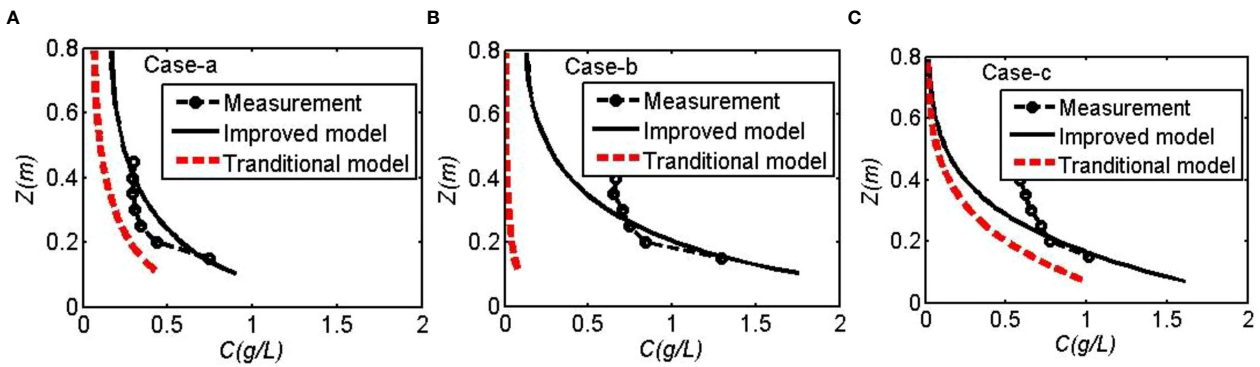 A
0.8
0.6
0.4
0.2
0
Z(m)
Case-a
Measurement
Improved model
Tranditional model
0
0.5
1
1.5
2
C(g/L)
B
0.8
0.6
0.4
0.2
0
Z(m)
Case-b
Measurement
Improved model
Tranditional model
0
0.5
1
1.5
2
C(g/L)
C
0.8
0.6
0.4
0.2
0
Z(m)
Case-c
Measurement
Improved model
Tranditional model
0
0.5
1
1.5
2
C(g/L)